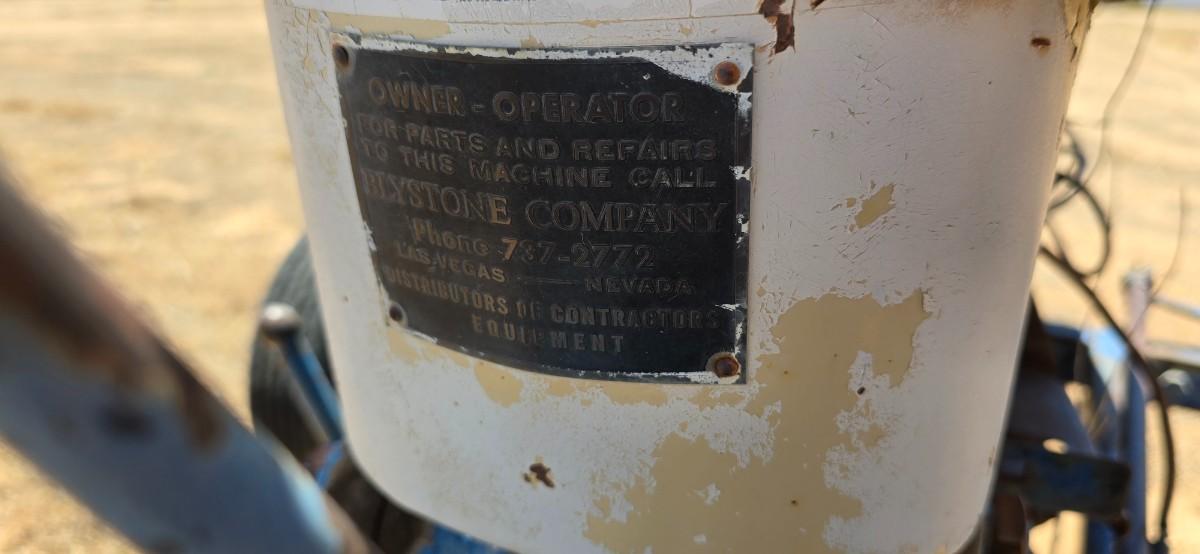 OWNER - OPERATOR
FOR PARTS AND REPAIRS
TO THIS MACHINE CALL
BLYSTONE COMPANY
Phone 737-2772
LAS VEGAS — NEVADA
DISTRIBUTORS OF CONTRACTORS
EQUIPMENT